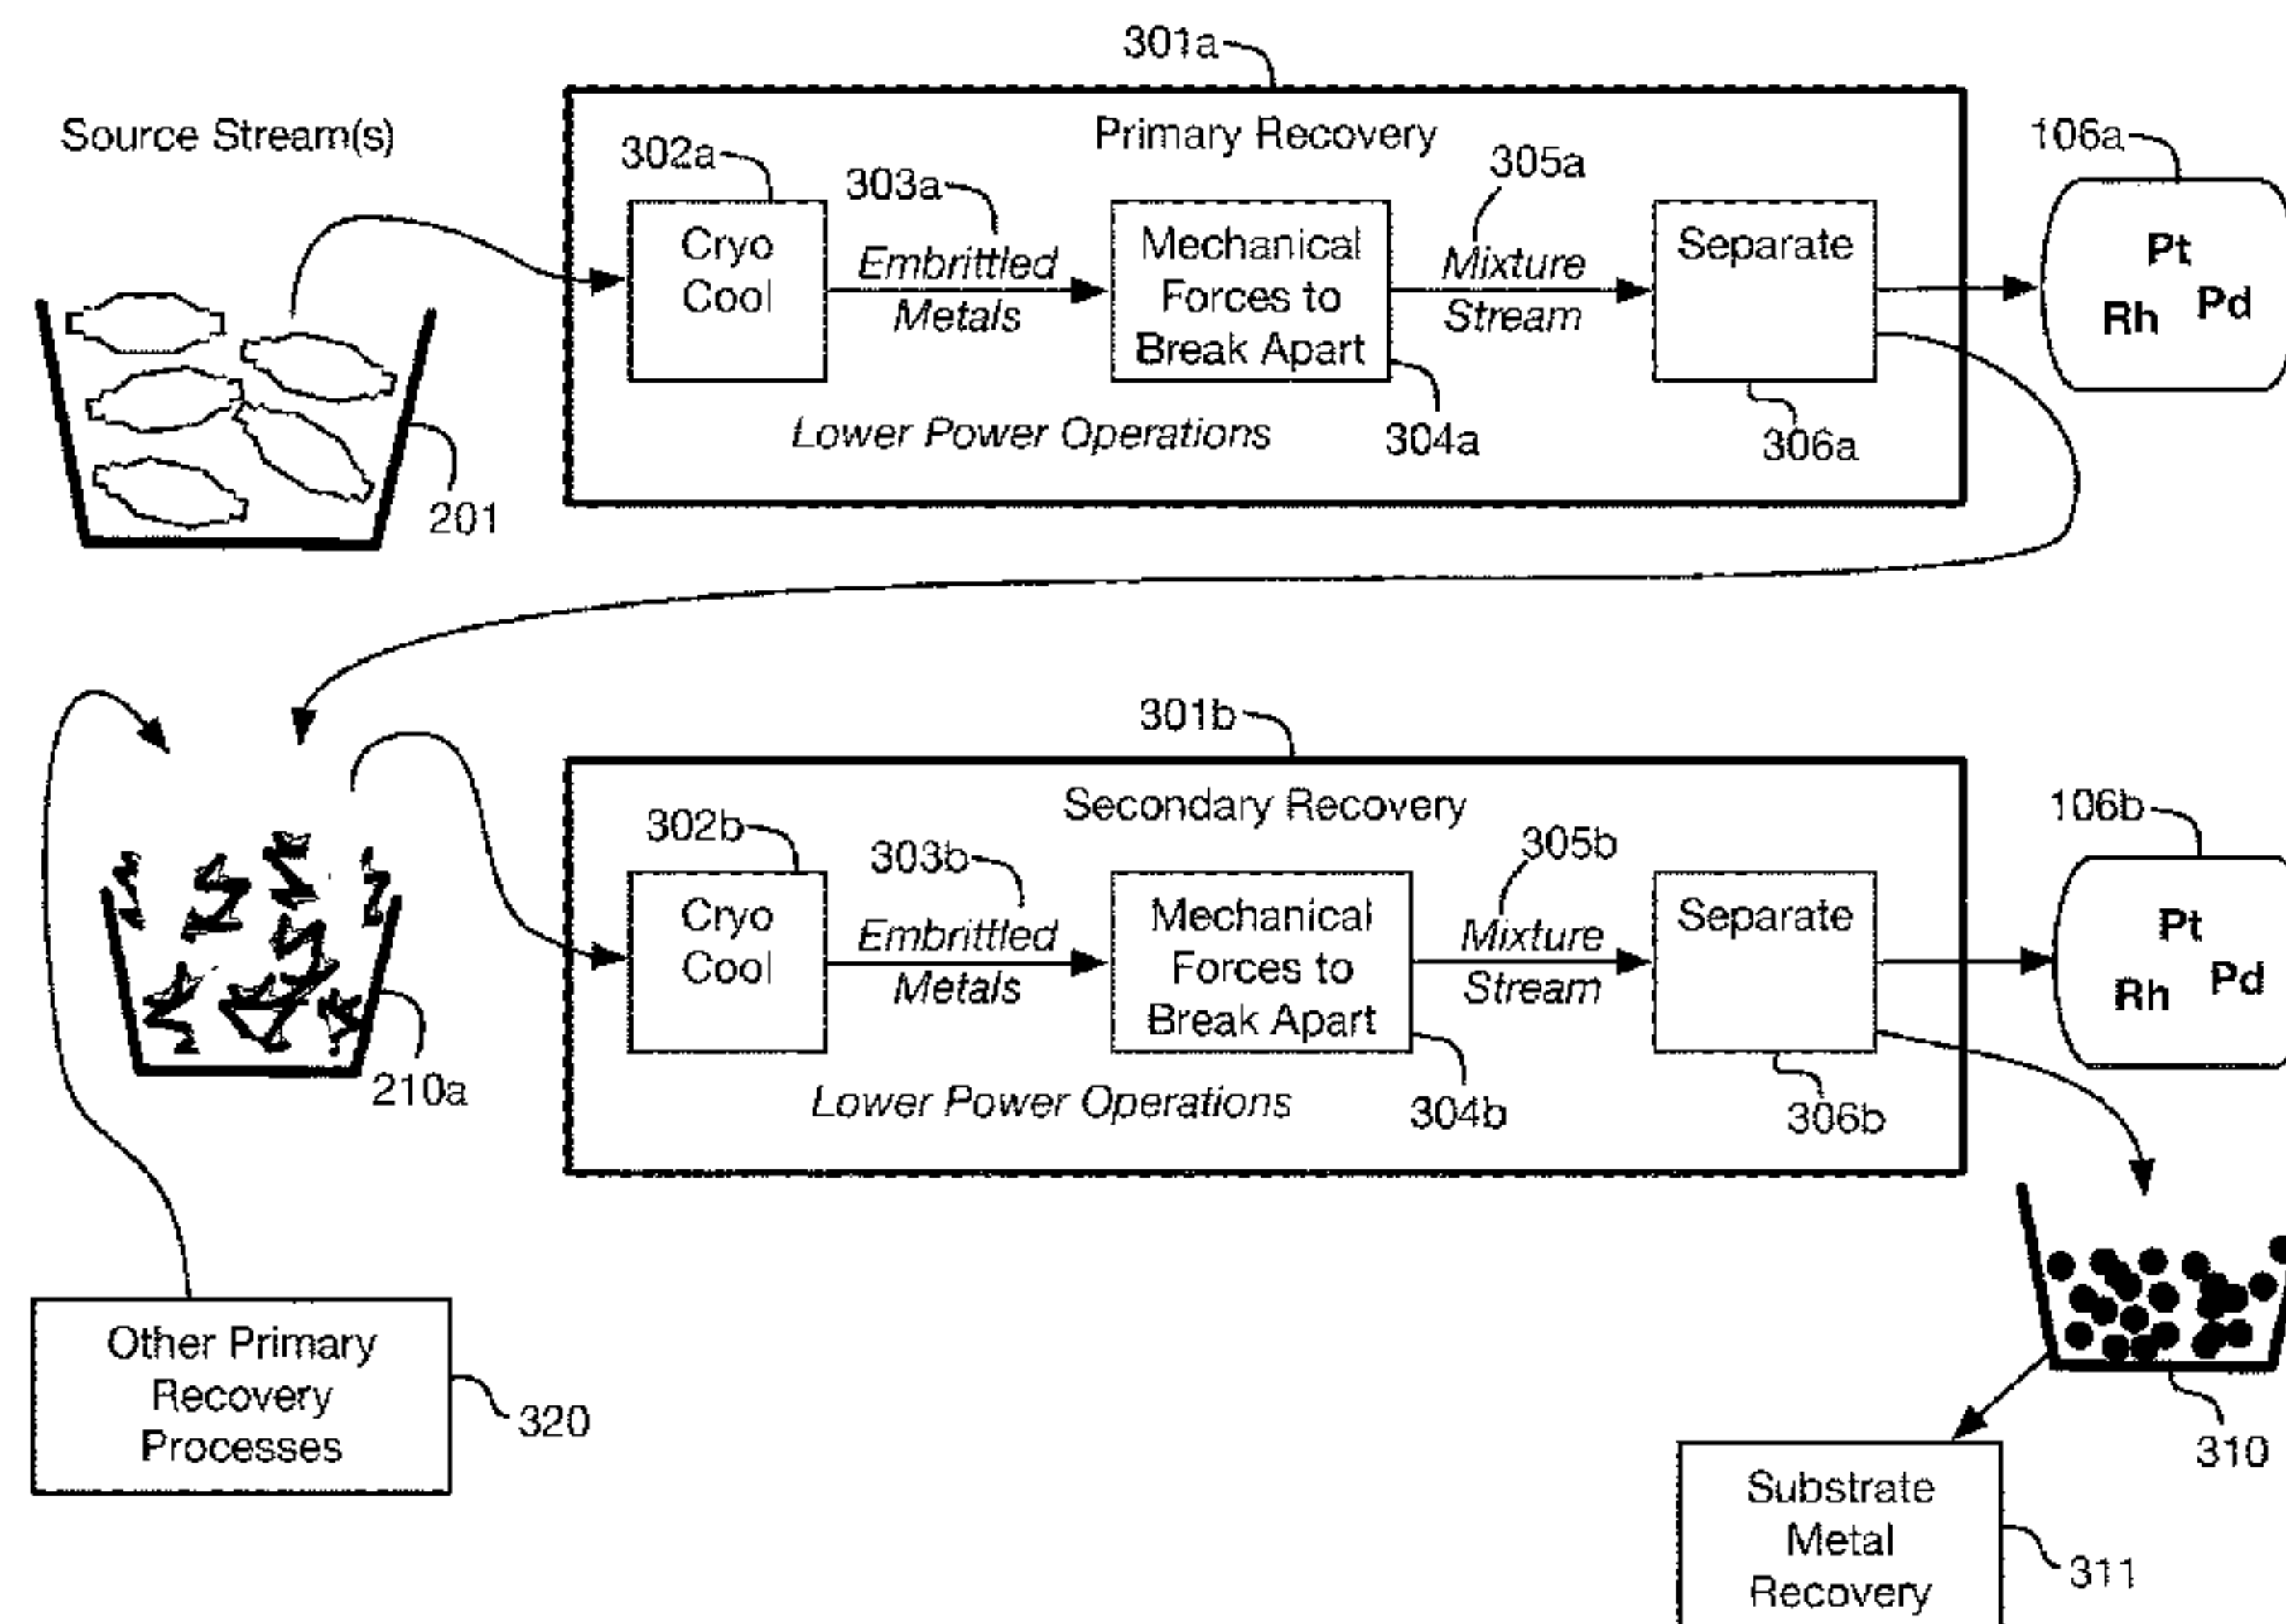 301a
Source Stream(s)
Primary Recovery
106a
302a
303a
305a
Cryo
Cool
Embrittled
Metals
Mechanical
Forces to
Break Apart
Mixture
Stream
Separate
Pt
Rh Pd
Lower Power Operations
304a
306a
201
301b
Secondary Recovery
106b
302b
303b
305b
Cryo
Cool
Embrittled
Metals
Mechanical
Forces to
Break Apart
Mixture
Stream
Separate
Pt
Rh Pd
210a
Lower Power Operations
304b
306b
Other Primary
Recovery
Processes
320
310
Substrate
Metal
Recovery
311